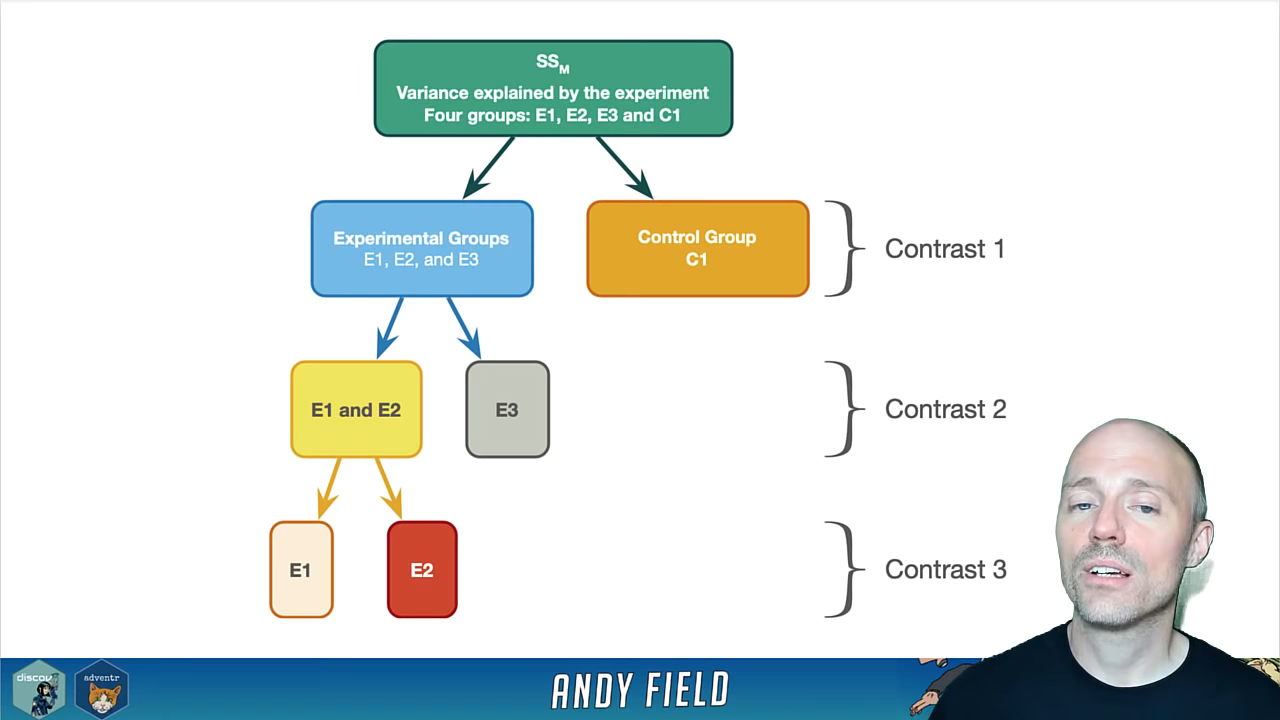 SSM
Variance explained by the experiment
Four groups: E1, E2, E3 and C1
Experimental Groups
E1, E2, and E3
Control Group
C1
Contrast 1
E1 and E2
E3
Contrast 2
E1
E2
Contrast 3
discov
adventr
ANDY FIELD